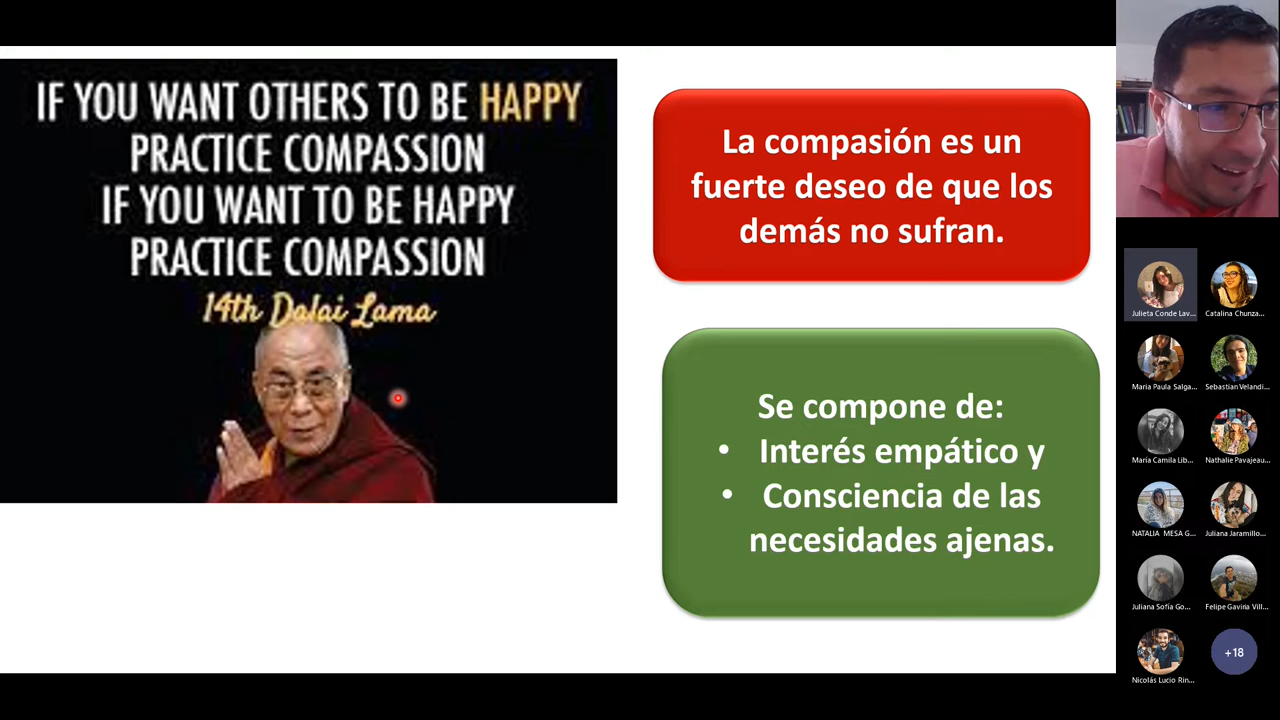 IF YOU WANT OTHERS TO BE HAPPY
PRACTICE COMPASSION
IF YOU WANT TO BE HAPPY
PRACTICE COMPASSION
14th Dalai Lama
La compasión es un
fuerte deseo de que los
demás no sufran.
Se compone de:
• Interés empático y
• Consciencia de las
necesidades ajenas.
Julieta Conde Lav...
Catalina Chunza...
Maria Paula Salga...
Sebastian Velandi...
María Camila Lib...
Nathalie Pavajeau...
NATALIA MESA G...
Juliana Jaramillo...
Juliana Sofía Go...
Felipe Gaviria Vill...
Nicolás Lucio Rin...
+18